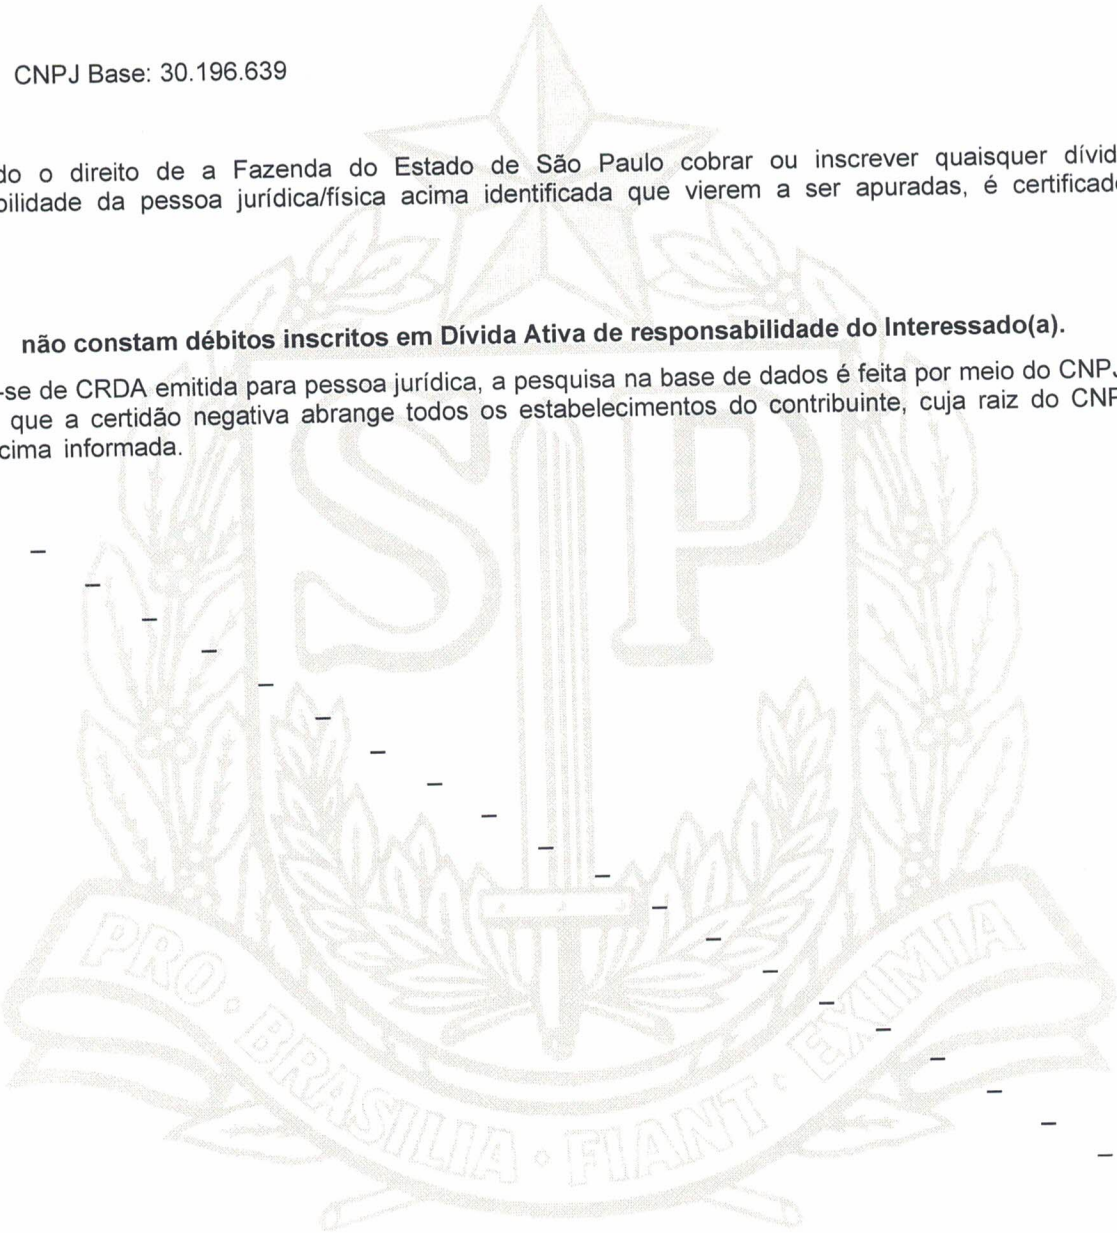 CNPJ Base: 30.196.639
do o direito de a Fazenda do Estado de São Paulo cobrar ou inscrever quaisquer dívid
bilidade da pessoa jurídica/física acima identificada que vierem a ser apuradas, é certificad
não constam débitos inscritos em Dívida Ativa de responsabilidade do Interessado(a).
-se de CRDA emitida para pessoa jurídica, a pesquisa na base de dados é feita por meio do CNPJ
que a certidão negativa abrange todos os estabelecimentos do contribuinte, cuja raiz do CNP
cima informada.
SP
PRO · BRASILIA · FIANT · EXIMIA